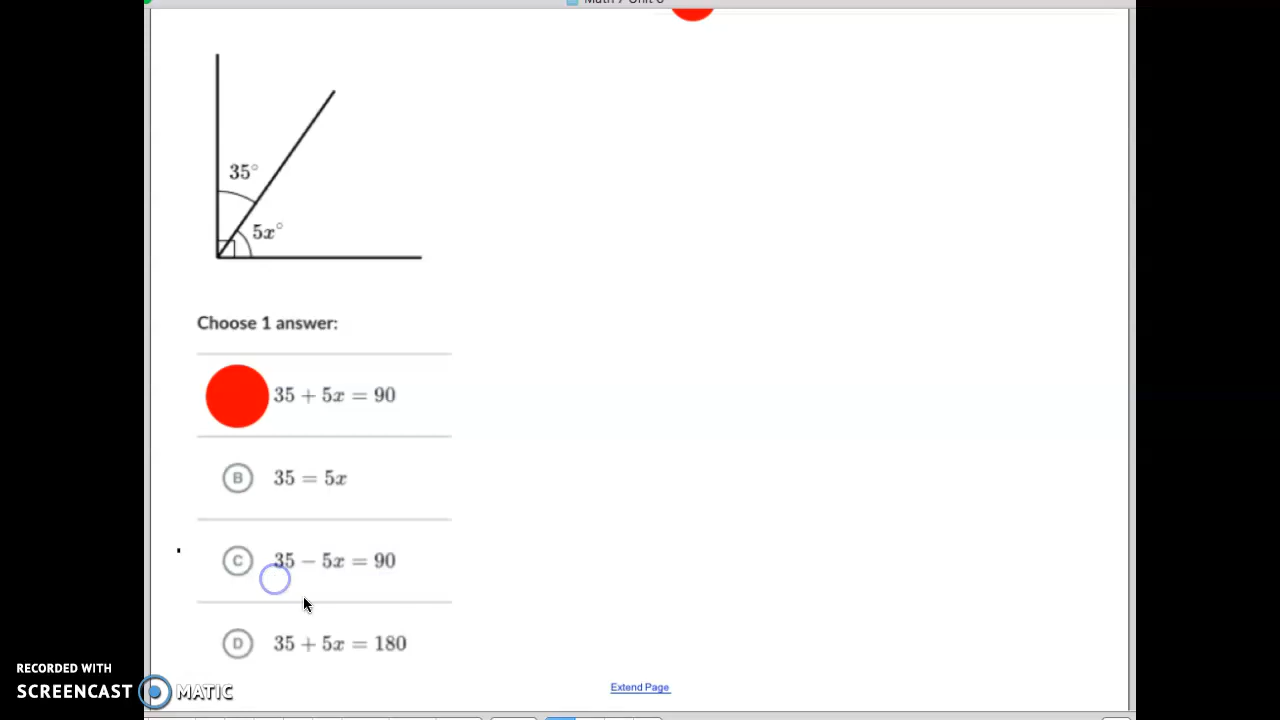 35°
5x°
Choose 1 answer:
35 + 5x = 90
B 35 = 5x
C 35 − 5x = 90
D 35 + 5x = 180
Extend Page
RECORDED WITH
SCREENCAST MATIC